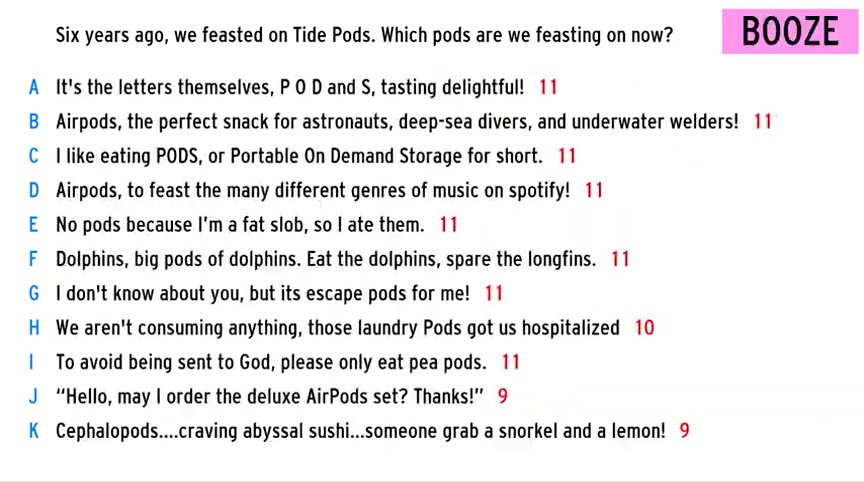 Six years ago, we feasted on Tide Pods. Which pods are we feasting on now?
BOOZE
A It's the letters themselves, P O D and S, tasting delightful! 11
B Airpods, the perfect snack for astronauts, deep-sea divers, and underwater welders! 11
C I like eating PODS, or Portable On Demand Storage for short. 11
D Airpods, to feast the many different genres of music on spotify! 11
E No pods because I'm a fat slob, so I ate them. 11
F Dolphins, big pods of dolphins. Eat the dolphins, spare the longfins. 11
G I don't know about you, but its escape pods for me! 11
H We aren't consuming anything, those laundry Pods got us hospitalized 10
I To avoid being sent to God, please only eat pea pods. 11
J “Hello, may I order the deluxe AirPods set? Thanks!” 9
K Cephalopods....craving abyssal sushi...someone grab a snorkel and a lemon! 9